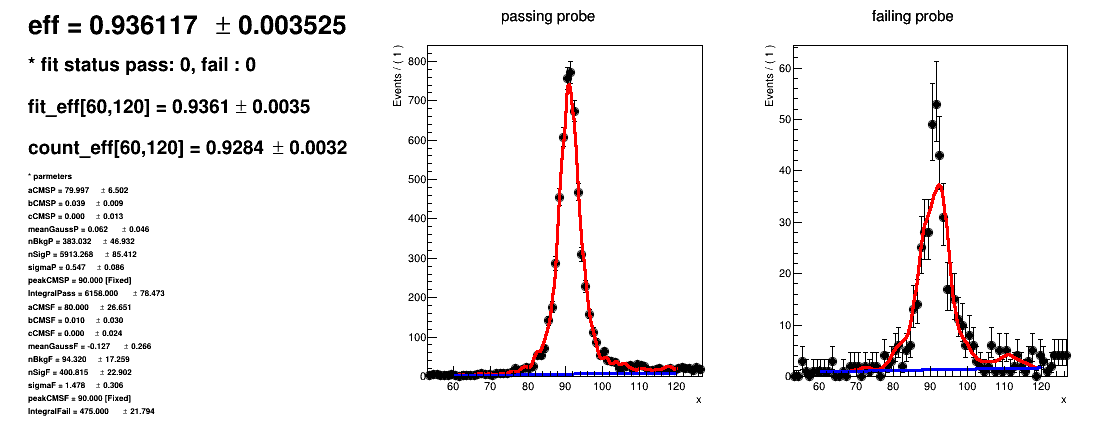 eff = 0.936117 ± 0.003525
* fit status pass: 0, fail : 0
fit_eff[60,120] = 0.9361 ± 0.0035
count_eff[60,120] = 0.9284 ± 0.0032
* parmeters
aCMSP = 79.997 ± 6.502
bCMSP = 0.039 ± 0.009
cCMSP = 0.000 ± 0.013
meanGaussP = 0.062 ± 0.046
nBkgP = 383.032 ± 46.932
nSigP = 5913.268 ± 85.412
sigmaP = 0.547 ± 0.086
peakCMSP = 90.000 [Fixed]
IntegralPass = 6158.000 ± 78.473
aCMSF = 80.000 ± 26.651
bCMSF = 0.010 ± 0.030
cCMSF = 0.000 ± 0.024
meanGaussF = -0.127 ± 0.266
nBkgF = 94.320 ± 17.259
nSigF = 400.815 ± 22.902
sigmaF = 1.478 ± 0.306
peakCMSF = 90.000 [Fixed]
IntegralFail = 475.000 ± 21.794
passing probe
Events / ( 1 )
800
700
600
500
400
300
200
100
0
60 70 80 90 100 110 120
x
failing probe
Events / ( 1 )
60
50
40
30
20
10
0
60 70 80 90 100 110 120
x